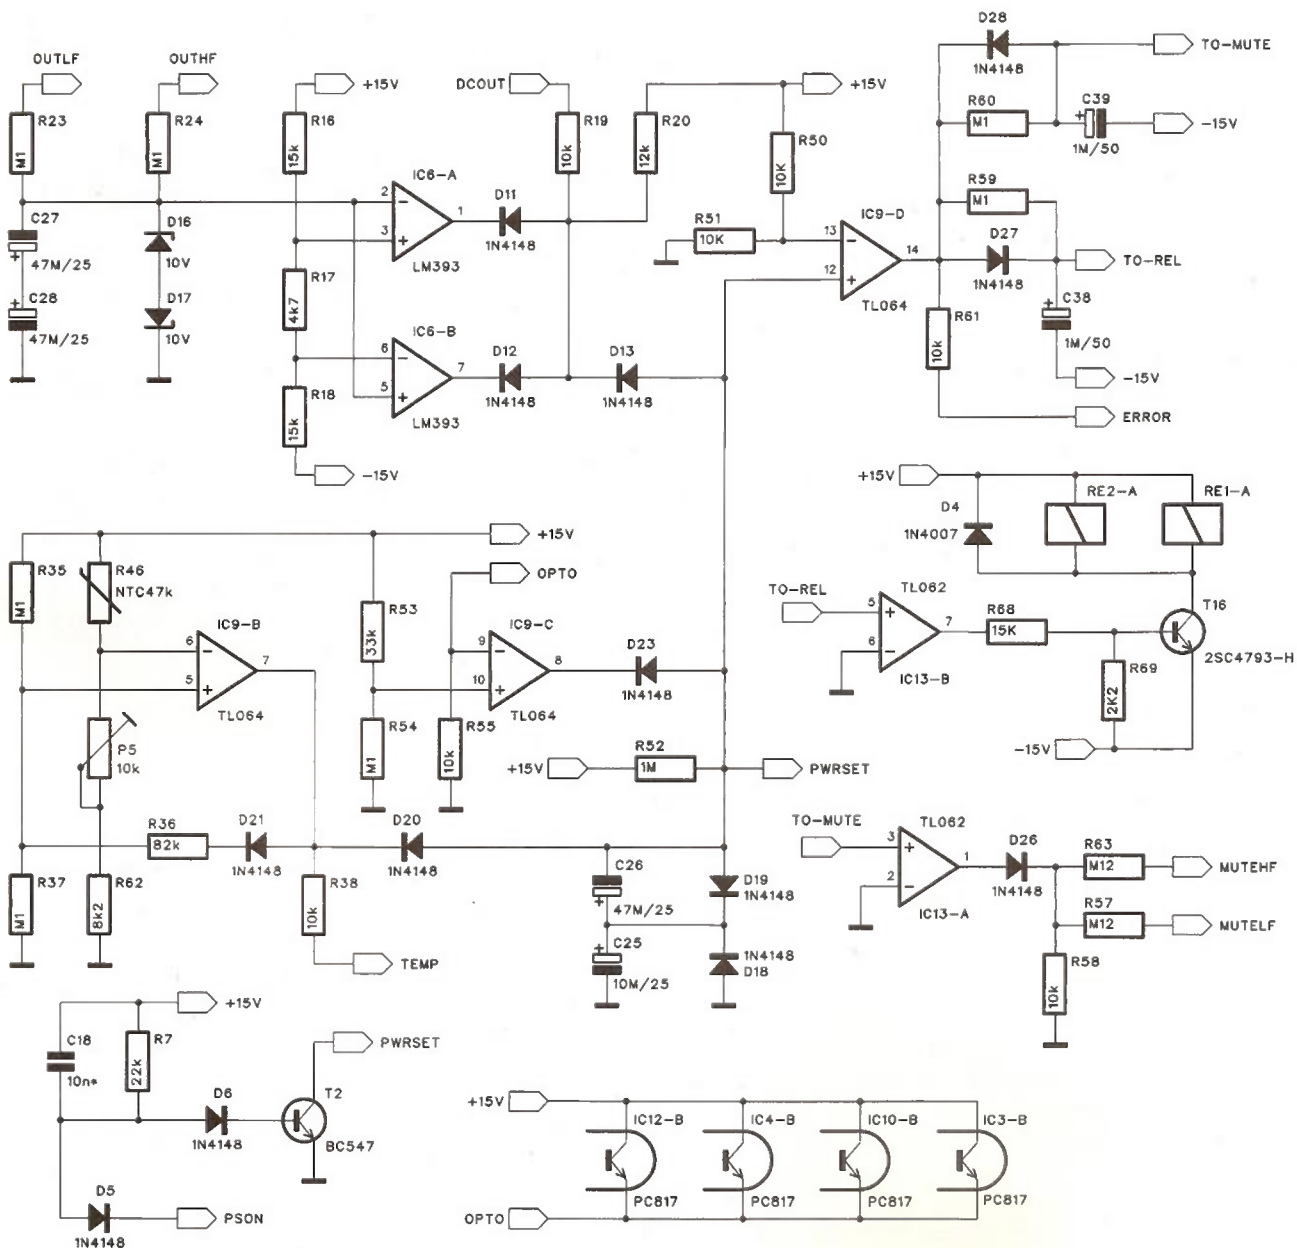 D28
OUTLF
OUTHF
1N4148
TO-MUTE
+15V
DCOUT
+15V
R60
M1
C39
+
-15V
1M/50
R23
M1
R24
M1
R16
15k
R19
10k
R20
12k
R50
10K
IC6-A
D11
1N4148
2
-
3
+
1
LM393
R59
M1
R51
10K
IC9-D
13
-
12
+
14
TL064
D27
1N4148
TO-REL
C27
+
47M/25
D16
10V
R17
4k7
C28
+
47M/25
D17
10V
IC6-B
6
-
5
+
7
LM393
D12
1N4148
D13
1N4148
R61
10k
C38
+
1M/50
-15V
R18
15k
ERROR
-15V
+15V
RE2-A
RE1-A
D4
1N4007
+15V
R35
M1
R46
NTC47k
OPTO
TO-REL
TL062
5
+
6
-
7
IC13-B
R68
15K
T16
2SC4793-H
IC9-B
6
-
5
+
7
TL064
R53
33k
IC9-C
9
-
10
+
8
TL064
D23
1N4148
R69
2K2
-15V
P5
10k
R54
M1
R55
10k
+15V
R52
1M
PWRSET
R36
82k
D21
1N4148
D20
1N4148
TO-MUTE
TL062
3
+
2
-
1
IC13-A
D26
1N4148
R63
M12
MUTEHF
R57
M12
MUTELF
R37
M1
R62
8k2
R38
10k
C26
+
47M/25
D19
1N4148
C25
+
10M/25
1N4148
D18
R58
10k
TEMP
+15V
C18
10n*
R7
22k
PWRSET
D6
1N4148
T2
BC547
D5
1N4148
PSON
+15V
IC12-B
IC4-B
IC10-B
IC3-B
PC817
PC817
PC817
PC817
OPTO